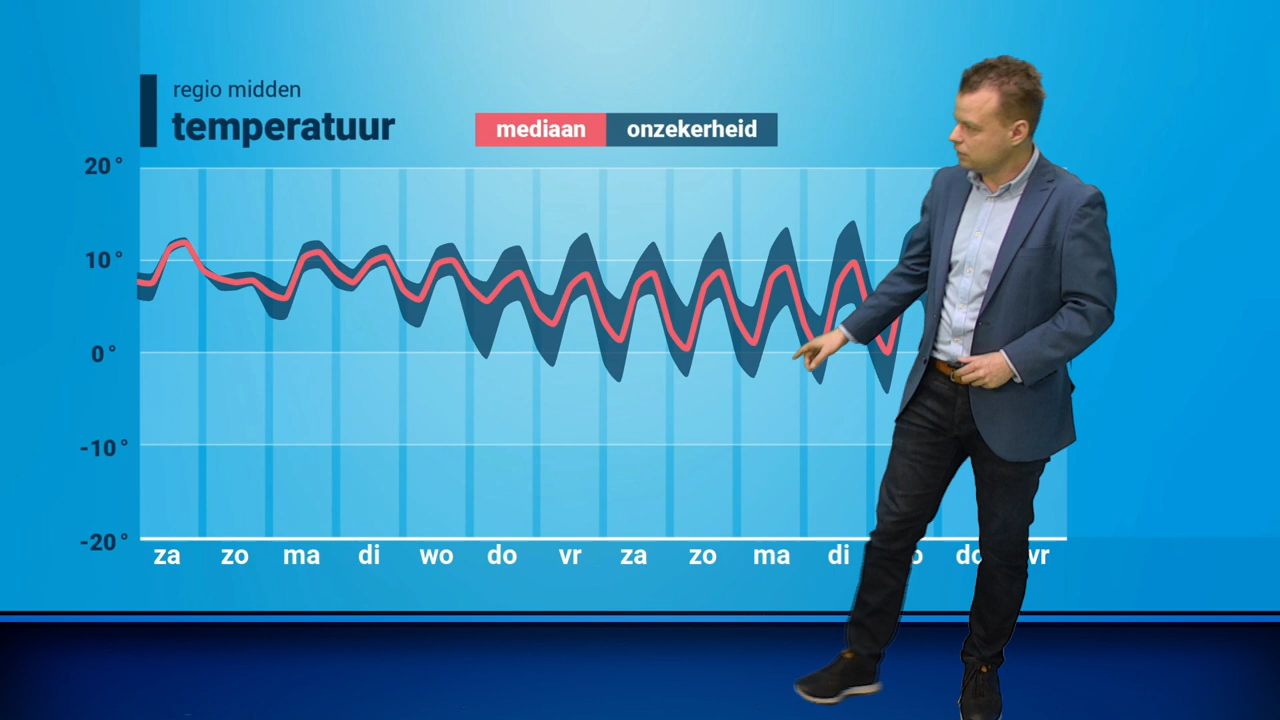 regio midden
temperatuur
mediaan onzekerheid
20°
10°
0°
-10°
-20°
za zo ma di wo do vr za zo ma di vr